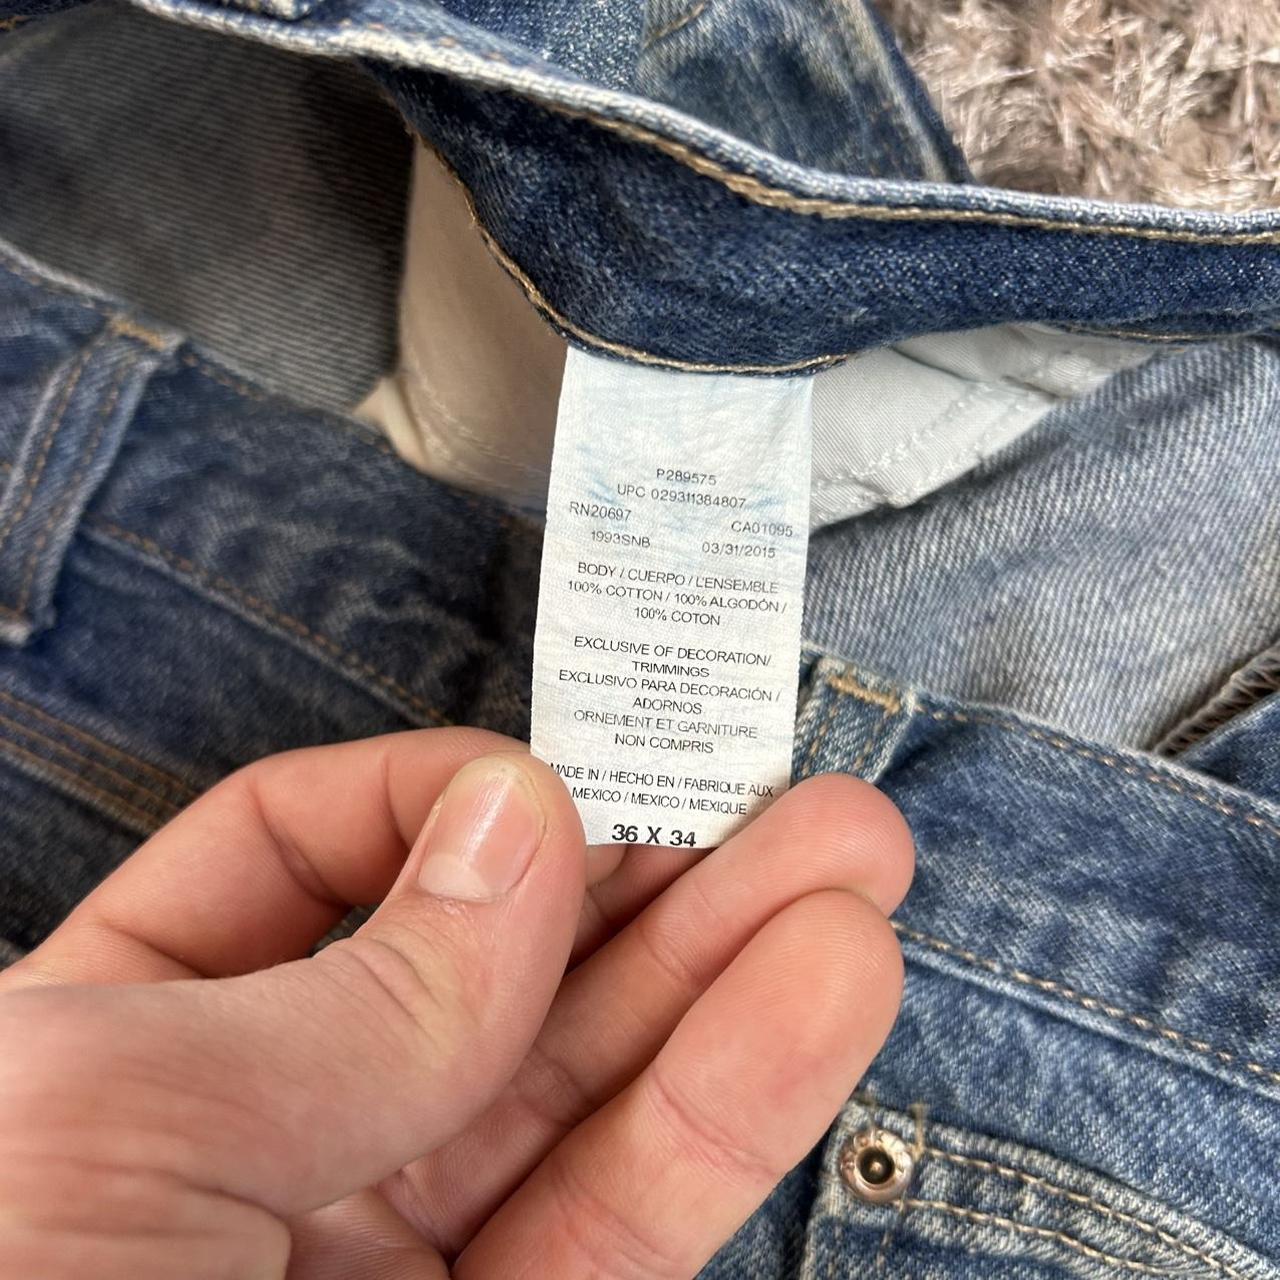 P289575
UPC 029311384807
RN20697 CA01095
1993SNB 03/31/2015
BODY / CUERPO / L'ENSEMBLE
100% COTTON / 100% ALGODÓN /
100% COTON
EXCLUSIVE OF DECORATION/
TRIMMINGS
EXCLUSIVO PARA DECORACIÓN /
ADORNOS
ORNEMENT ET GARNITURE
NON COMPRIS
MADE IN / HECHO EN / FABRIQUE AUX
MEXICO / MEXICO / MEXIQUE
36 X 34